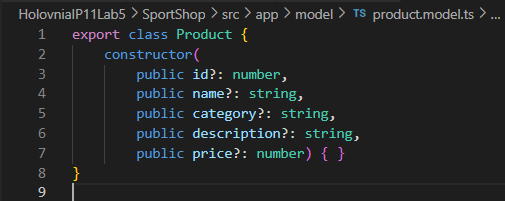 HolovniaIP11Lab5 > SportShop > src > app > model > TS product.model.ts > ...
1 export class Product {
2 constructor(
3 public id?: number,
4 public name?: string,
5 public category?: string,
6 public description?: string,
7 public price?: number) { }
8 }
9